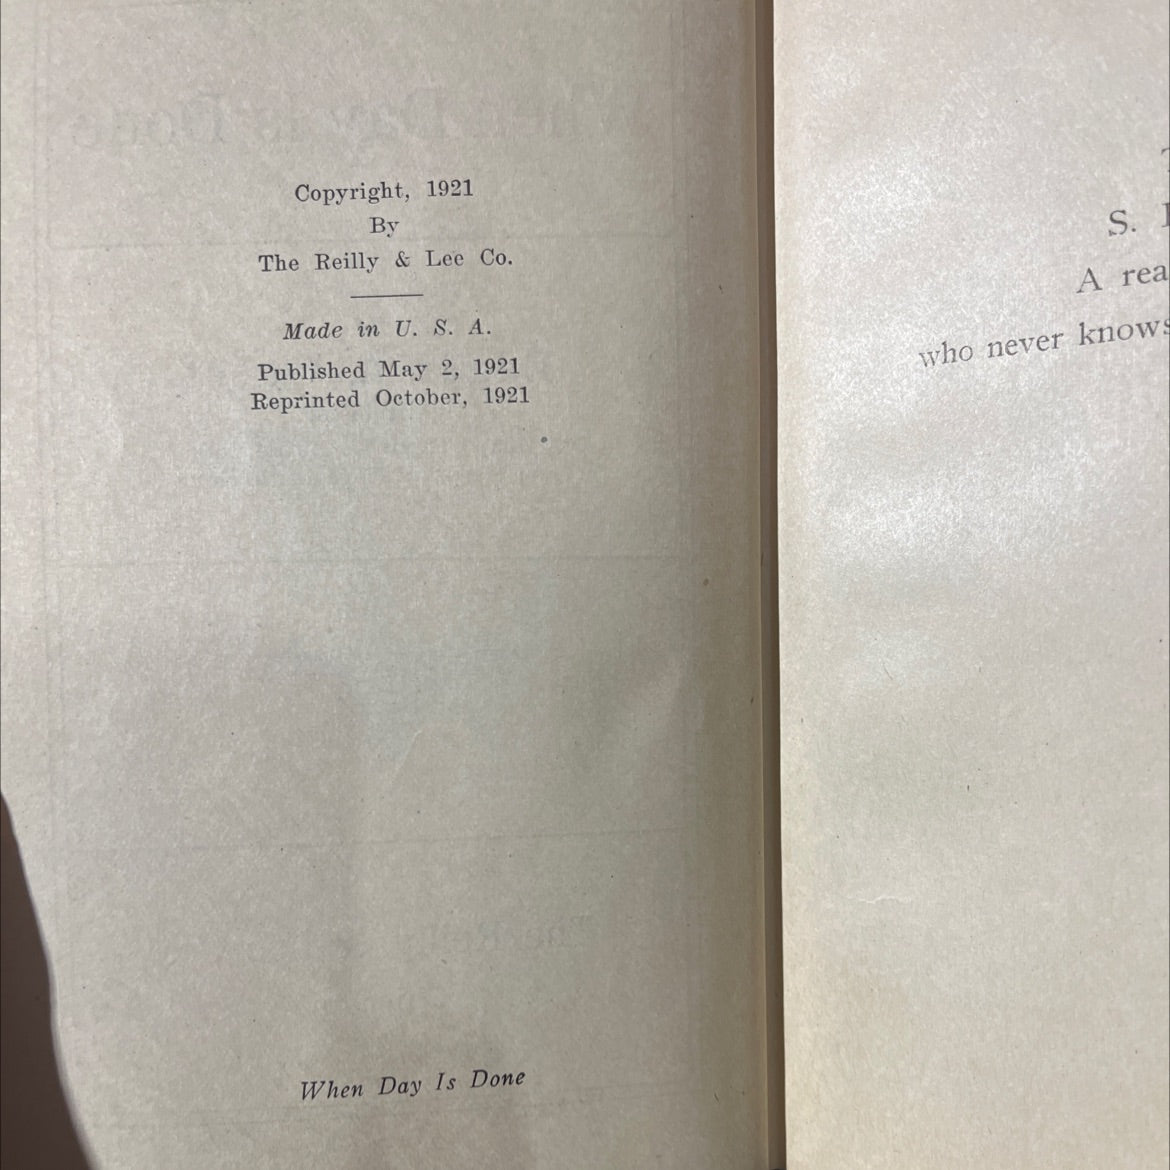 Copyright, 1921
By
The Reilly & Lee Co.
Made in U. S. A.
Published May 2, 1921
Reprinted October, 1921
When Day Is Done
S.
A rea
who never knows